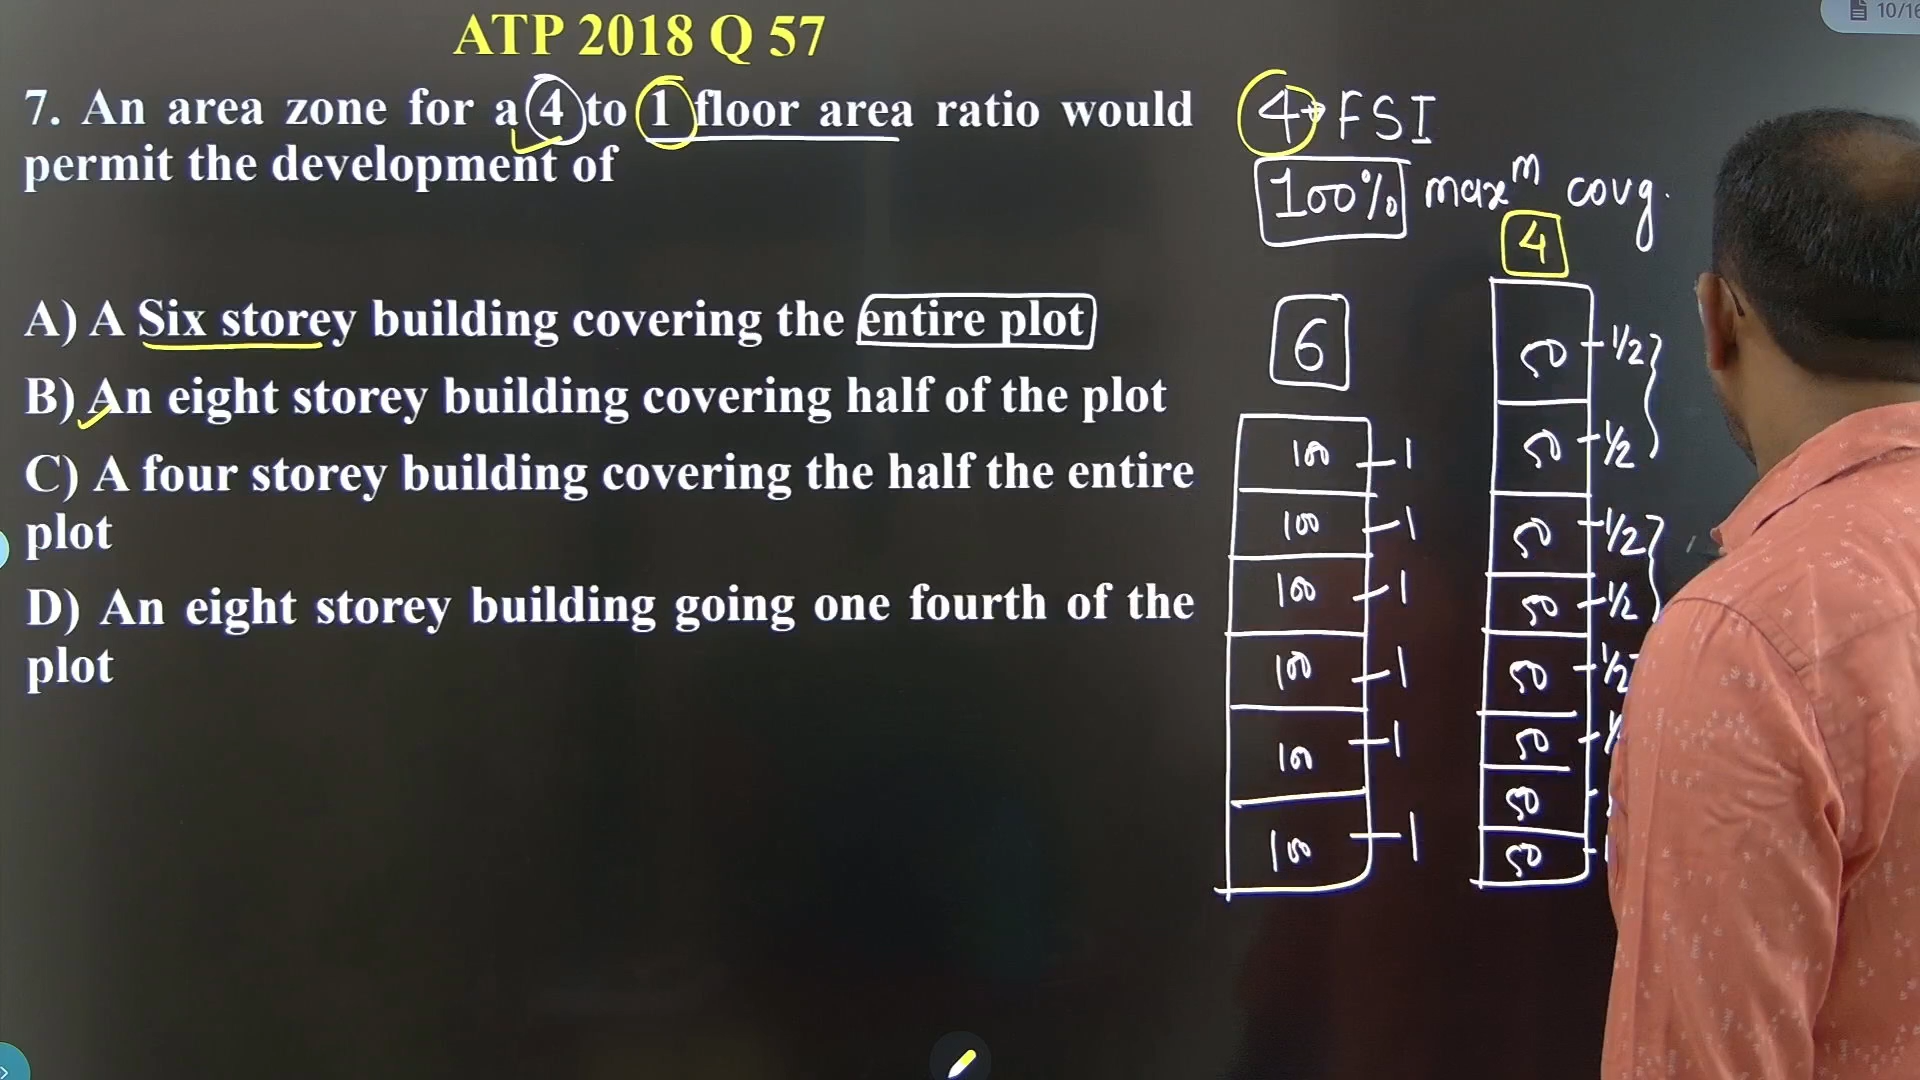 10/16
ATP 2018 Q 57
7. An area zone for a 4 to 1 floor area ratio would
permit the development of
A) A Six storey building covering the entire plot
B) An eight storey building covering half of the plot
C) A four storey building covering the half the entire
plot
D) An eight storey building going one fourth of the
plot
4 → FSI
100% maxᵐ covg.
6
100 1
100 1
100 1
100 1
100 1
100 1
4
50 1/2
50 1/2
50 1/2
50 1/2
50 1/2
50
50
50